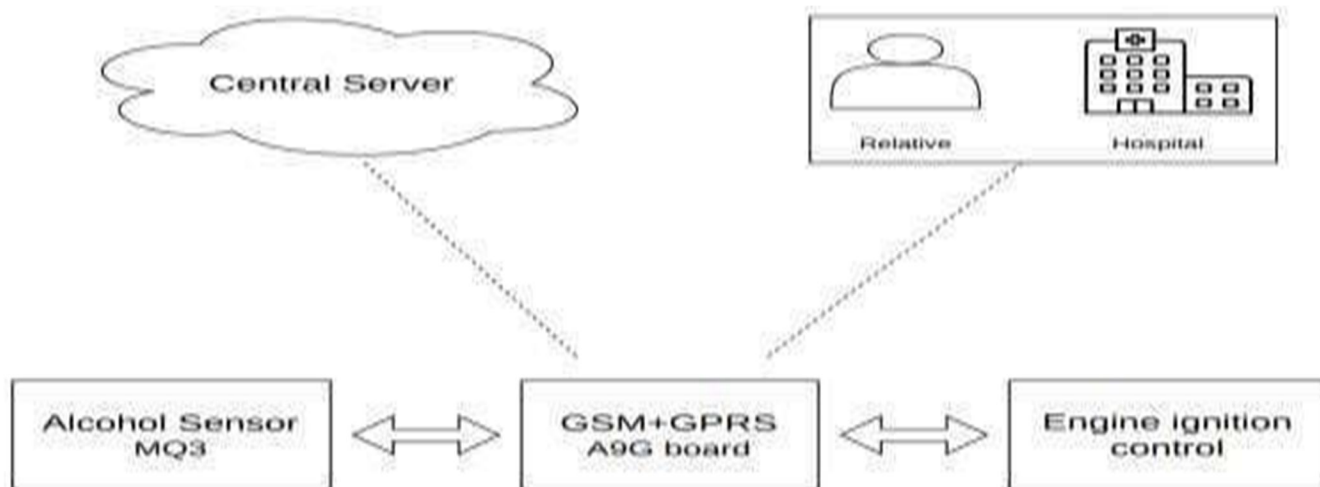 Central Server
Relative
Hospital
Alcohol Sensor
MQ3
GSM+GPRS
A9G board
Engine ignition
control